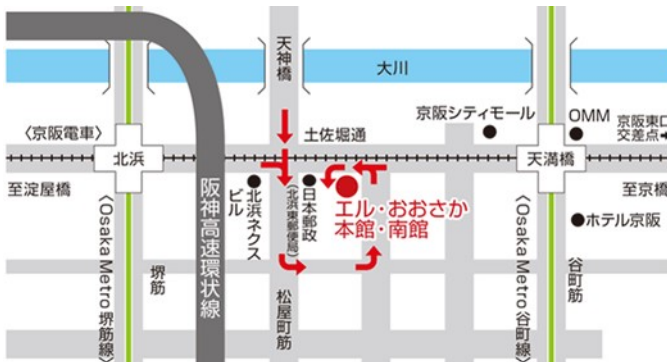 天神橋
大川
京阪シティモール
OMM
〈京阪電車〉
北浜
土佐堀通
天満橋
京阪東口
交差点
至淀屋橋
阪神高速環状線
北浜ネクス
ビル
日本郵政
(北浜東郵便局)
エル・おおさか
本館・南館
至京橋
ホテル京阪
〈Osaka Metro 堺筋線〉
堺筋
松屋町筋
〈Osaka Metro 谷町線〉
谷町筋